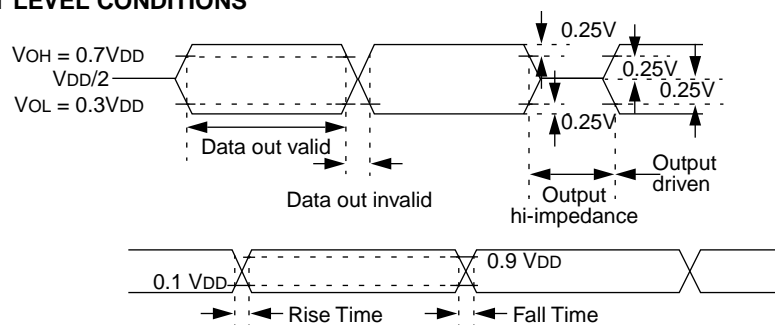 LEVEL CONDITIONS
0.25V
VOH = 0.7VDD
VDD/2
0.25V
0.25V
VOL = 0.3VDD
0.25V
Data out valid
Data out invalid
Output
driven
Output
hi-impedance
0.9 VDD
0.1 VDD
Rise Time
Fall Time